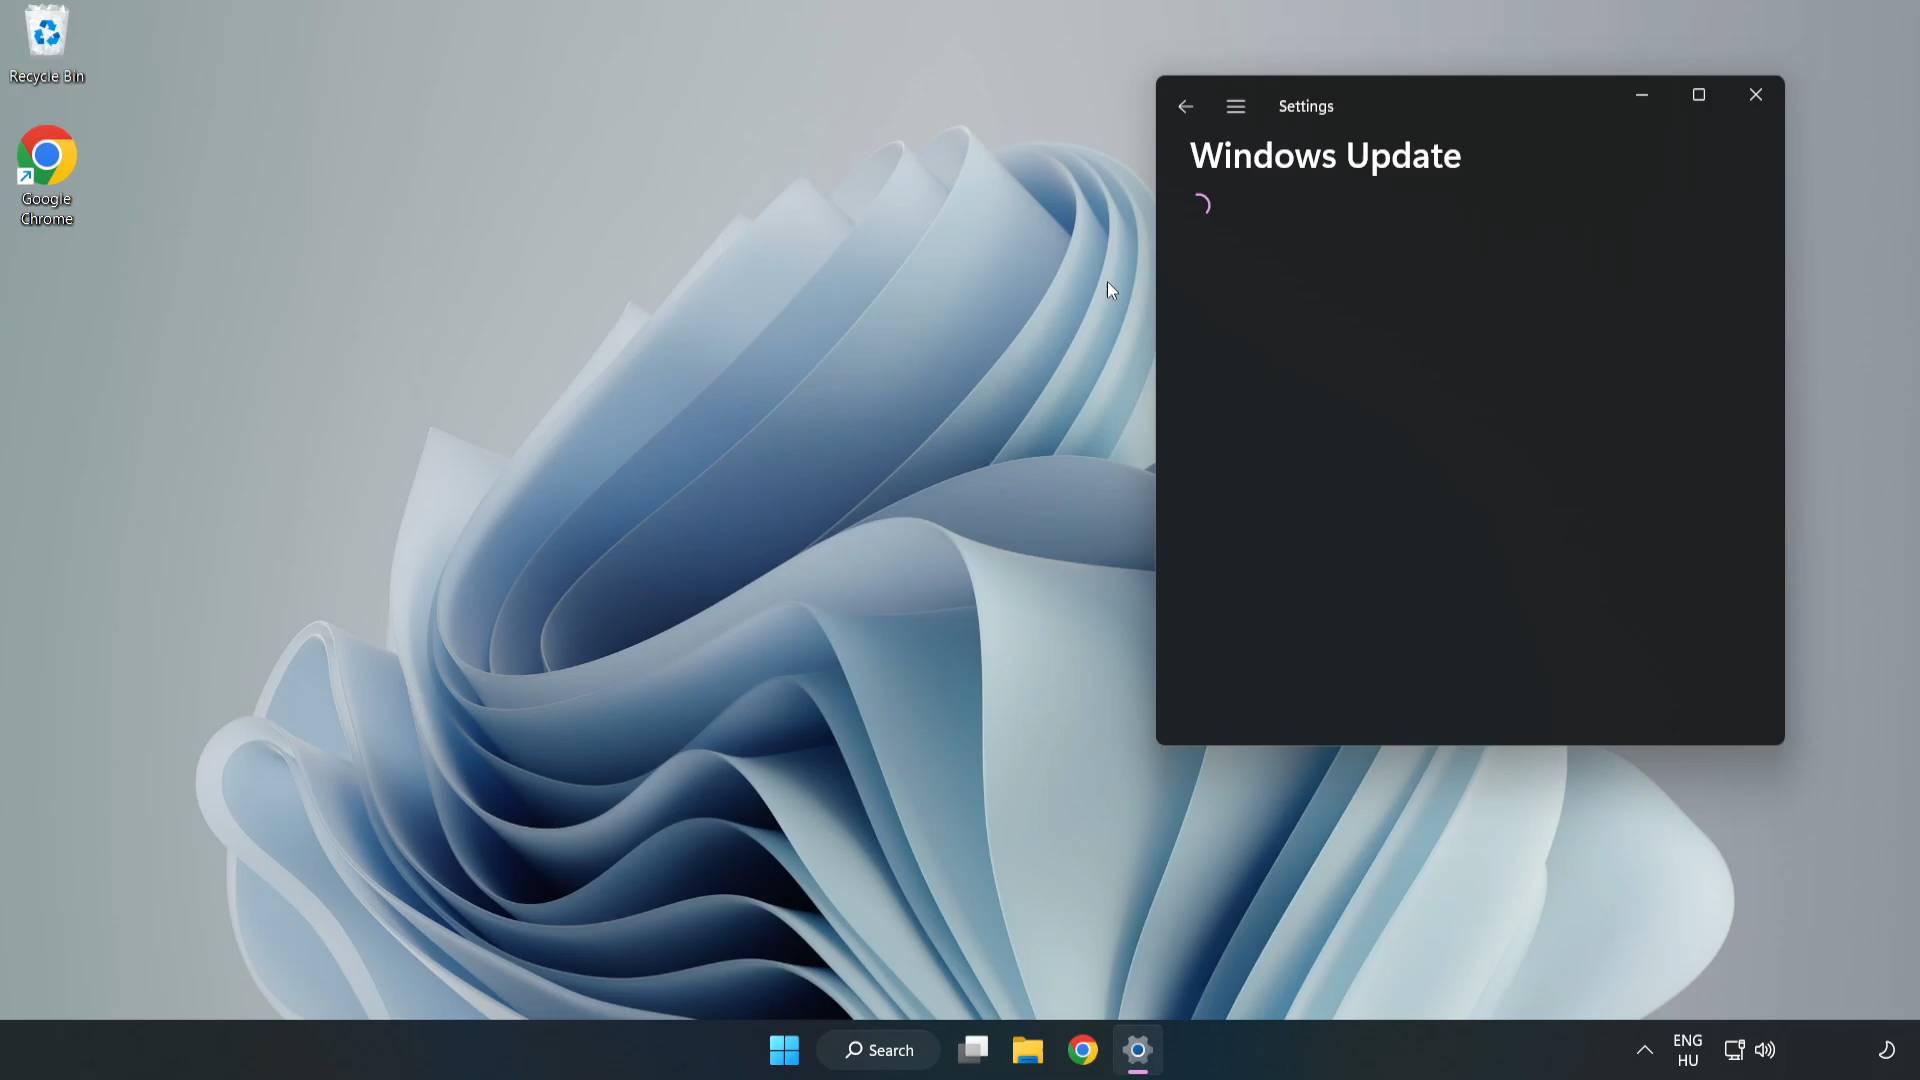 Recycle Bin
Google
Chrome
Settings
Windows Update
Search
ENG
HU